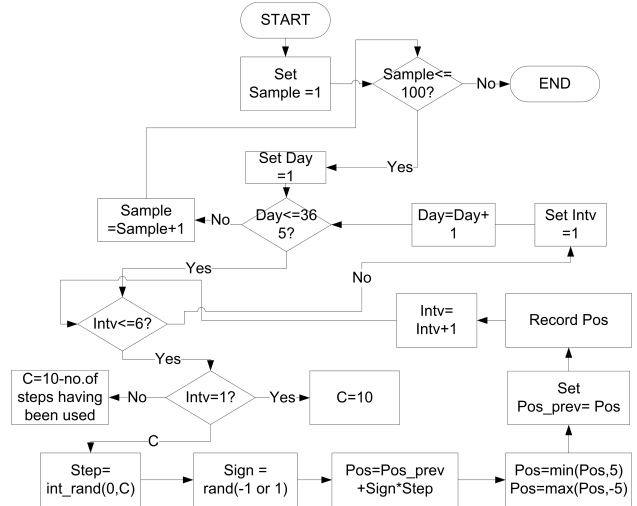 START
Set
Sample =1
Sample<=
100?
No
END
Yes
Set Day
=1
Sample
=Sample+1
No
Day<=36
5?
Day=Day+
1
Set Intv
=1
Yes
No
Intv<=6?
Intv=
Intv+1
Record Pos
Yes
C=10-no.of
steps having
been used
No
Intv=1?
Yes
C=10
Set
Pos_prev= Pos
C
Step=
int_rand(0,C)
Sign =
rand(-1 or 1)
Pos=Pos_prev
+Sign*Step
Pos=min(Pos,5)
Pos=max(Pos,-5)